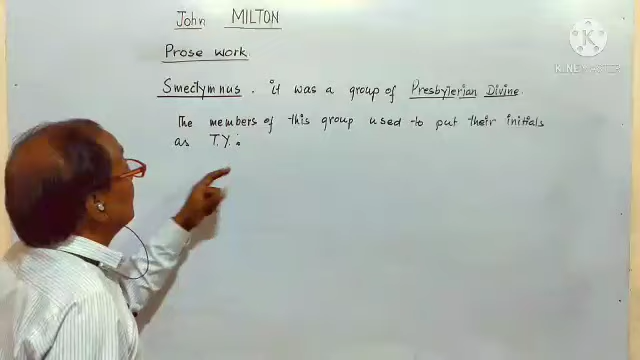 John MILTON
Prose work.
Smectymnus. it was a group of Presbyterian Divine.
The members of this group used to put their initials
as T.Y:
K
KINEMASTER